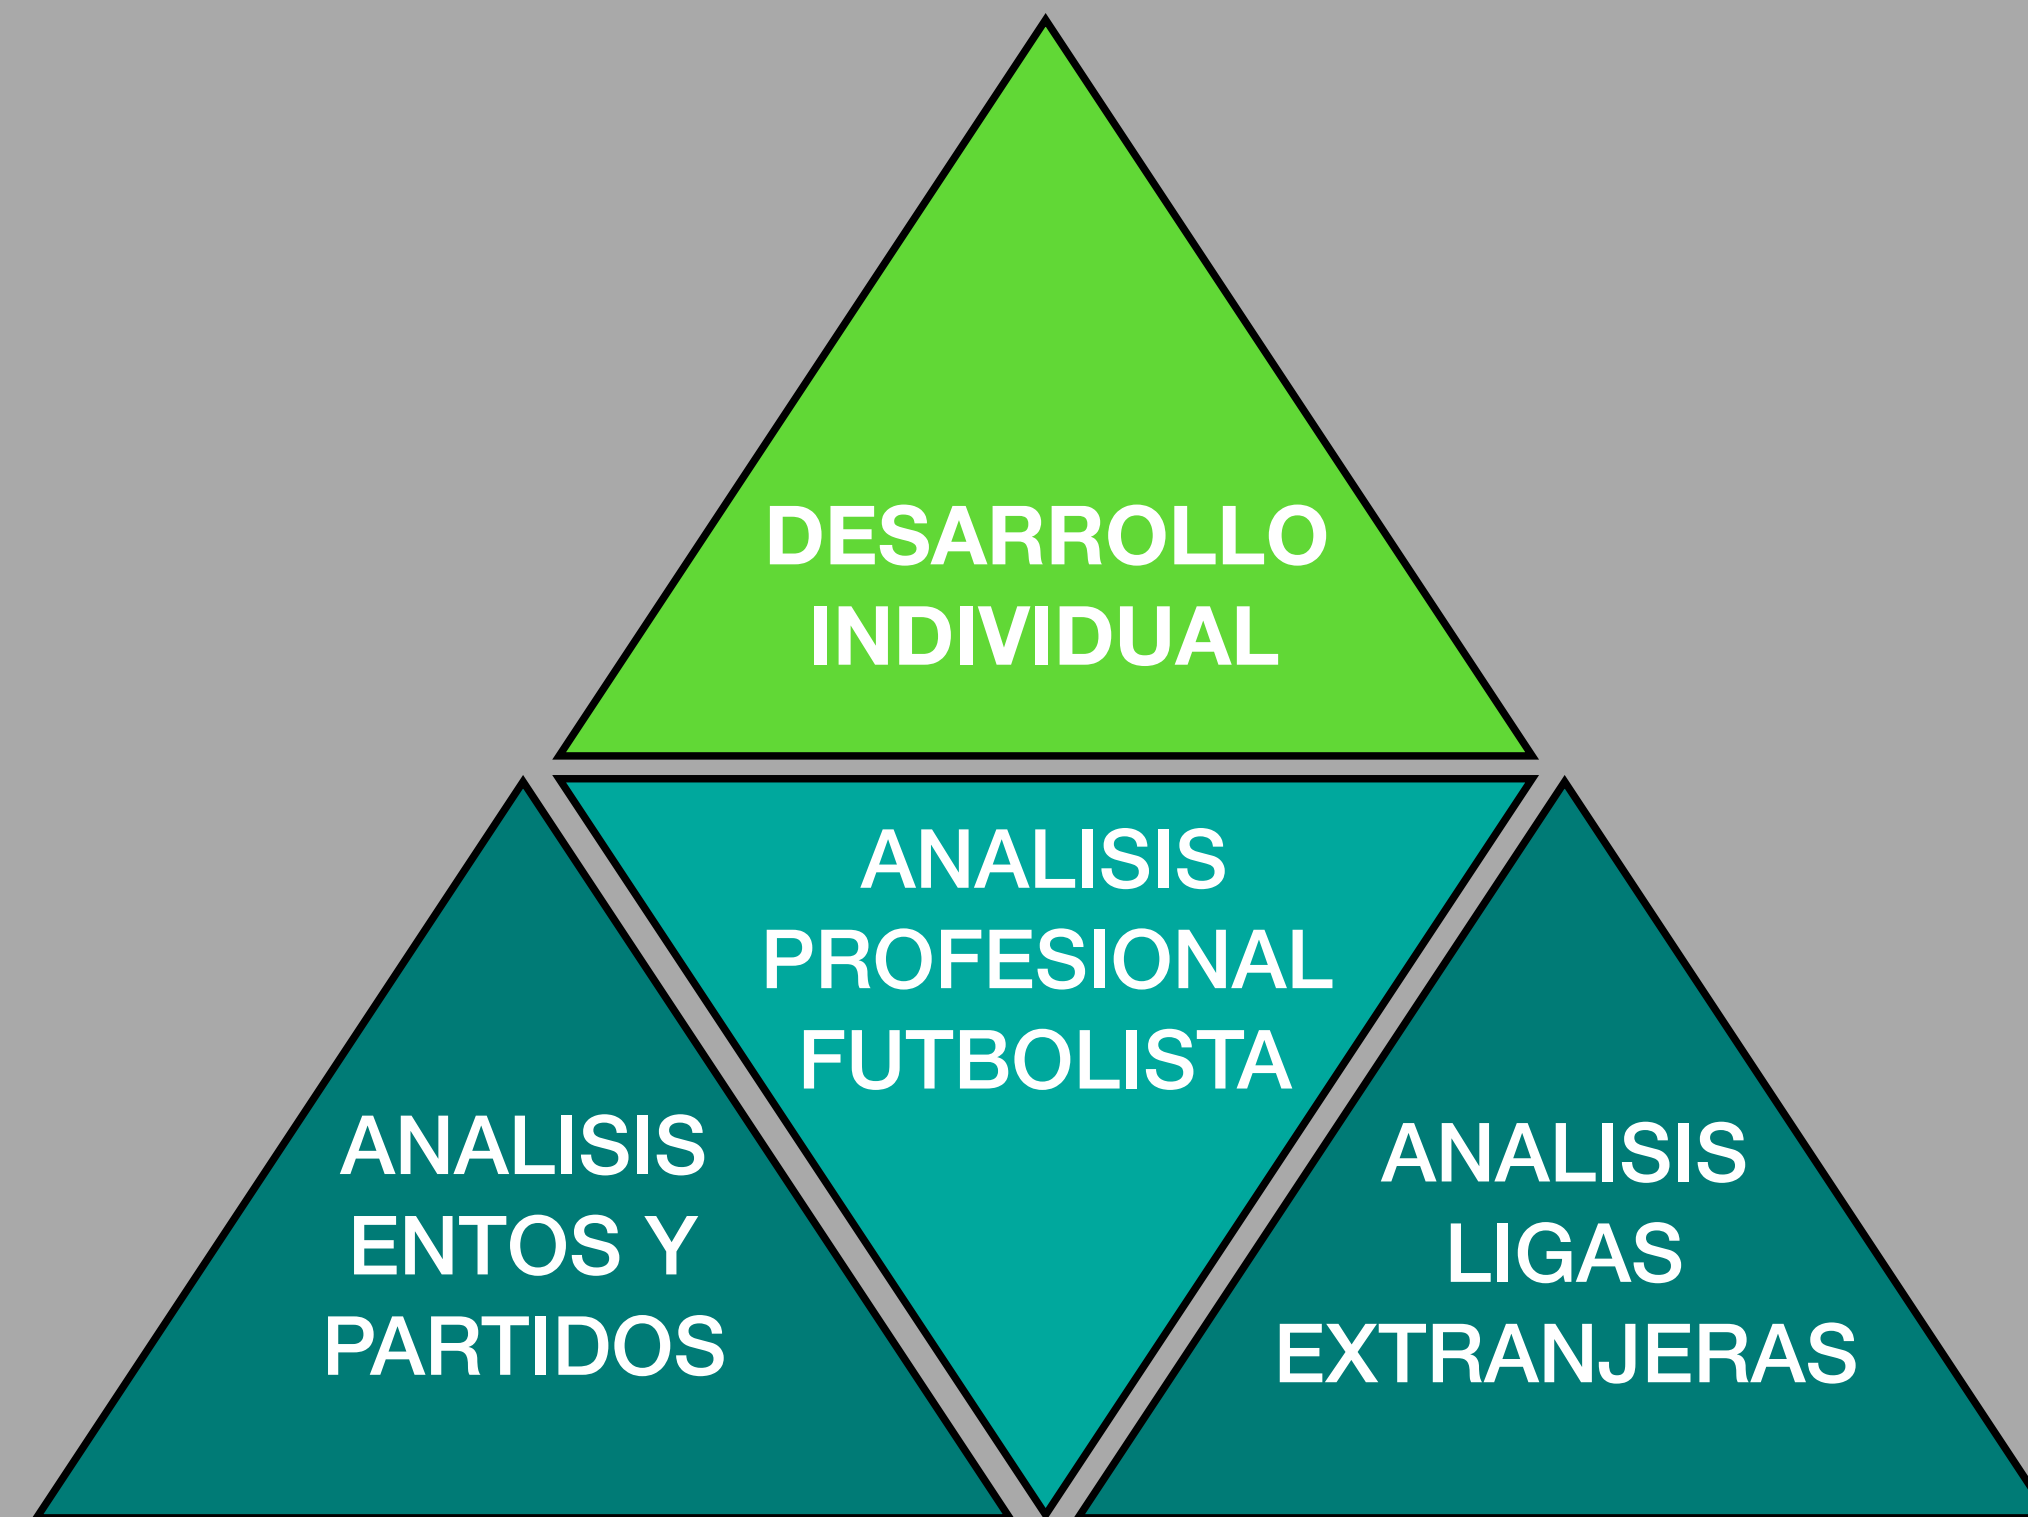 DESARROLLO
INDIVIDUAL
ANALISIS
PROFESIONAL
FUTBOLISTA
ANALISIS
ENTOS Y
PARTIDOS
ANALISIS
LIGAS
EXTRANJERAS